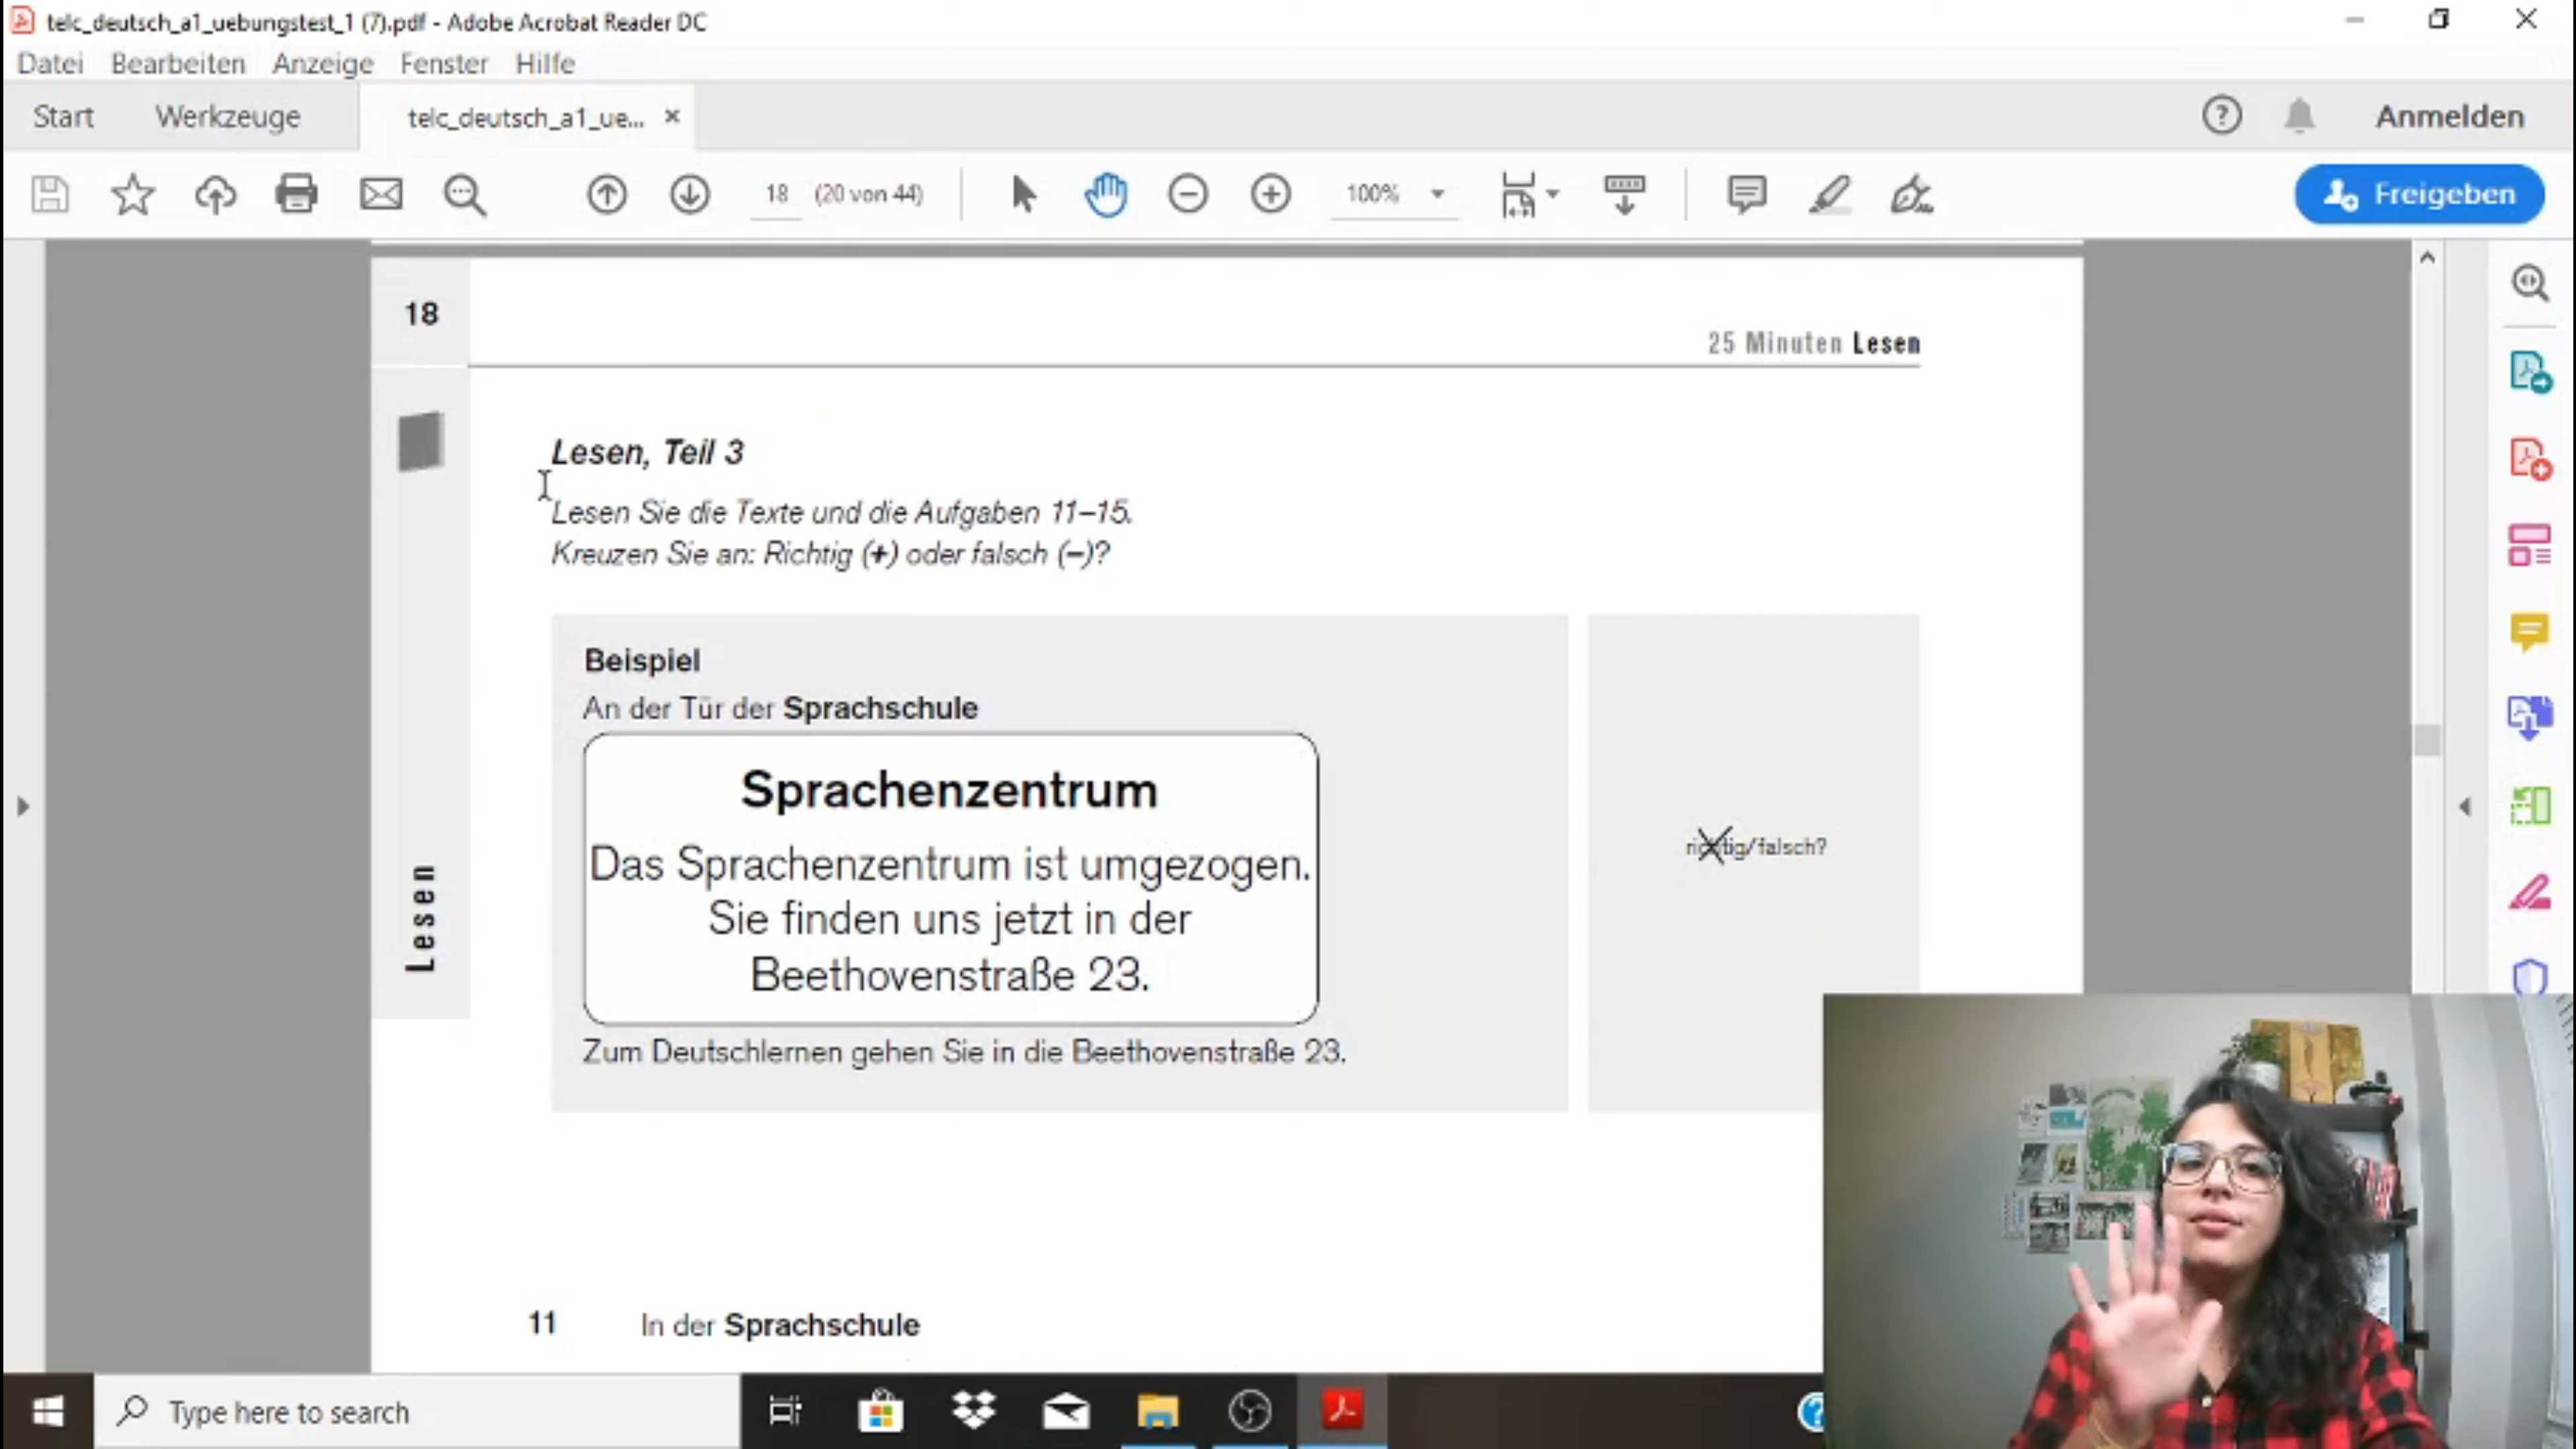 telc_deutsch_a1_uebungstest_1 (7).pdf - Adobe Acrobat Reader DC
Datei Bearbeiten Anzeige Fenster Hilfe
Start Werkzeuge telc_deutsch_a1_ue... Anmelden
18 (20 von 44) 100% Freigeben
18
25 Minuten Lesen
Lesen, Teil 3
Lesen Sie die Texte und die Aufgaben 11–15.
Kreuzen Sie an: Richtig (+) oder falsch (–)?
Beispiel
An der Tür der Sprachschule
Sprachenzentrum
Das Sprachenzentrum ist umgezogen.
Sie finden uns jetzt in der
Beethovenstraße 23.
Zum Deutschlernen gehen Sie in die Beethovenstraße 23.
richtig/falsch?
Lesen
11 In der Sprachschule
Type here to search